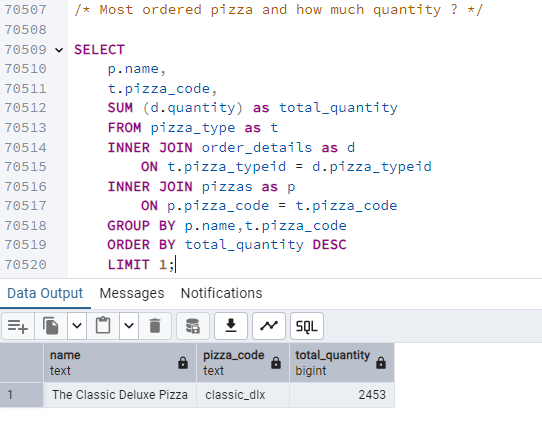 70507 /* Most ordered pizza and how much quantity ? */
70508
70509 SELECT
70510 p.name,
70511 t.pizza_code,
70512 SUM (d.quantity) as total_quantity
70513 FROM pizza_type as t
70514 INNER JOIN order_details as d
70515 ON t.pizza_typeid = d.pizza_typeid
70516 INNER JOIN pizzas as p
70517 ON p.pizza_code = t.pizza_code
70518 GROUP BY p.name,t.pizza_code
70519 ORDER BY total_quantity DESC
70520 LIMIT 1;
Data Output Messages Notifications
SQL
name pizza_code total_quantity
text text bigint
1 The Classic Deluxe Pizza classic_dlx 2453